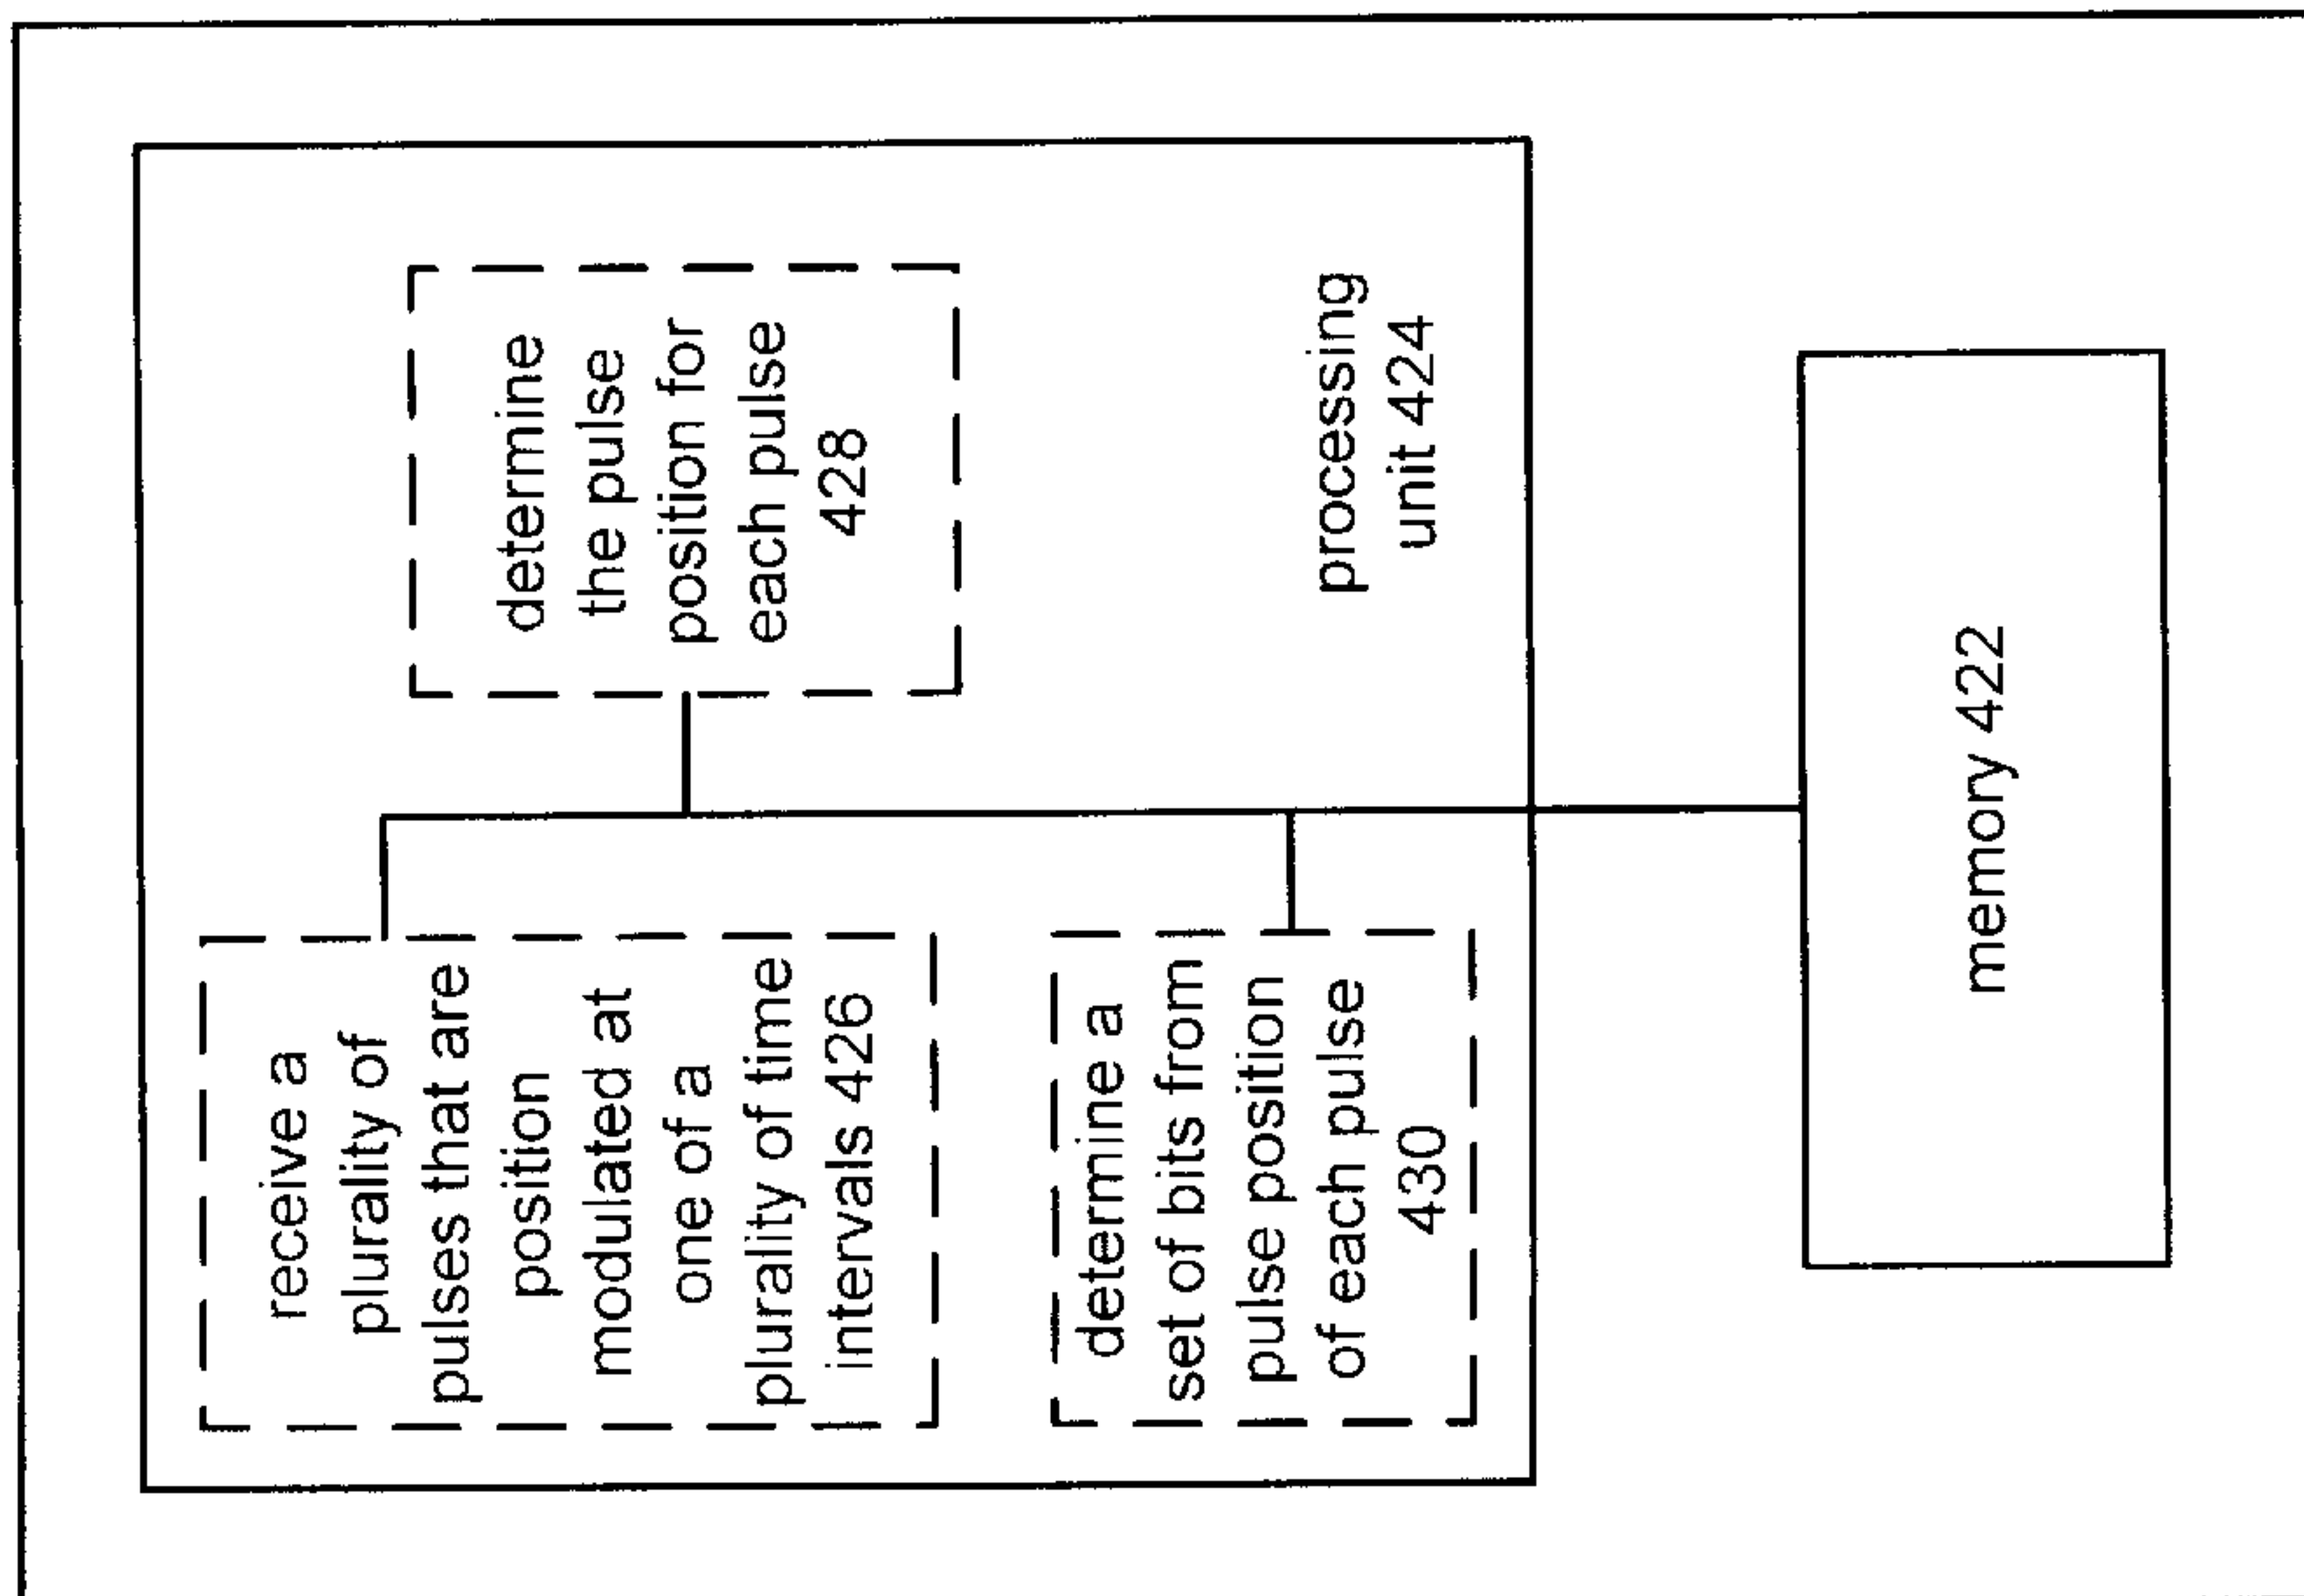 receive a
plurality of
pulses that are
position
modulated at
one of a
plurality of time
intervals 426
determine
the pulse
position for
each pulse
428
determine a
set of bits from
pulse position
of each pulse
430
processing
unit 424
memory 422